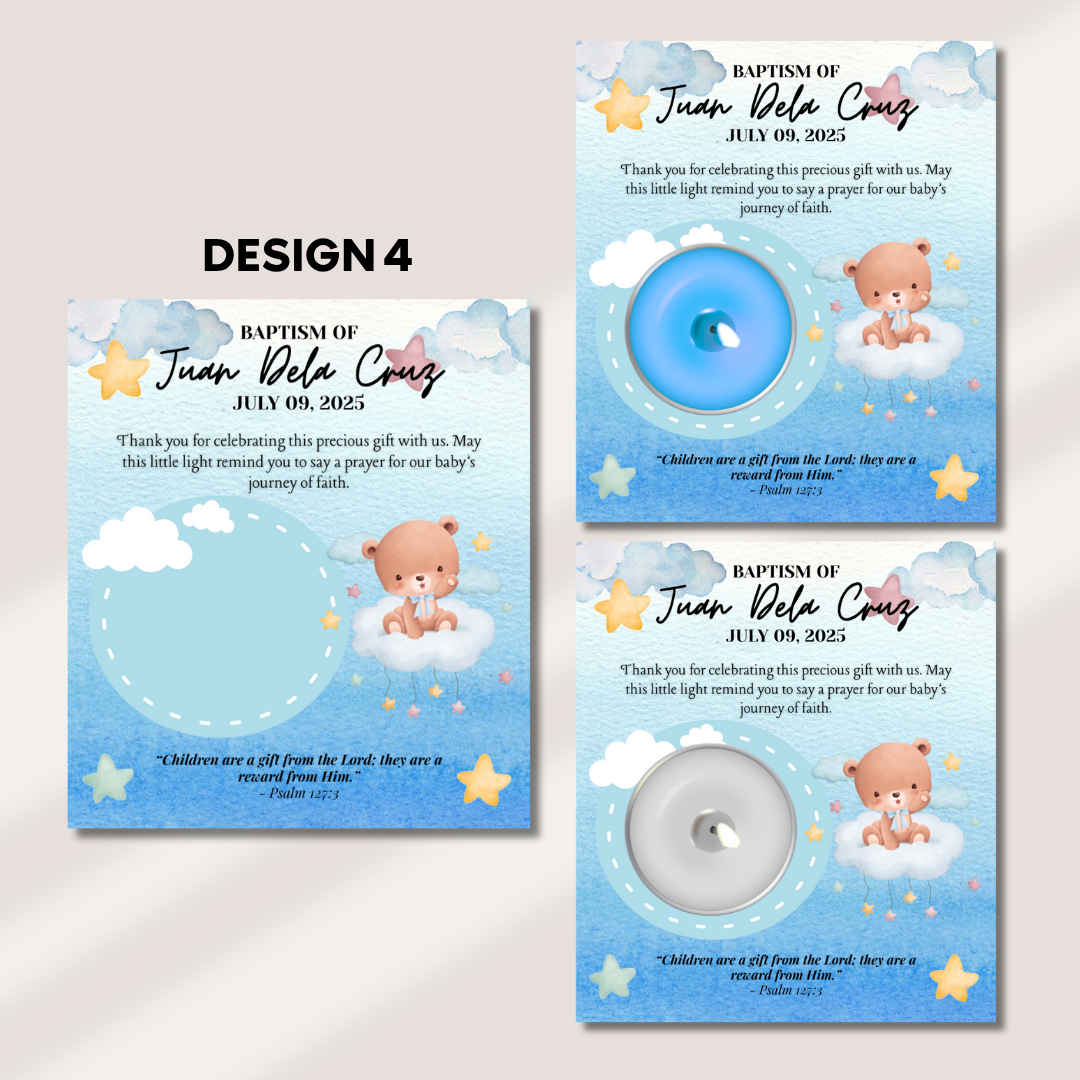 DESIGN 4
BAPTISM OF
Juan Dela Cruz
JULY 09, 2025
Thank you for celebrating this precious gift with us. May
this little light remind you to say a prayer for our baby's
journey of faith.
“Children are a gift from the Lord; they are a
reward from Him.”
- Psalm 127:3
BAPTISM OF
Juan Dela Cruz
JULY 09, 2025
Thank you for celebrating this precious gift with us. May
this little light remind you to say a prayer for our baby's
journey of faith.
“Children are a gift from the Lord; they are a
reward from Him.”
- Psalm 127:3
BAPTISM OF
Juan Dela Cruz
JULY 09, 2025
Thank you for celebrating this precious gift with us. May
this little light remind you to say a prayer for our baby's
journey of faith.
“Children are a gift from the Lord; they are a
reward from Him.”
- Psalm 127:3